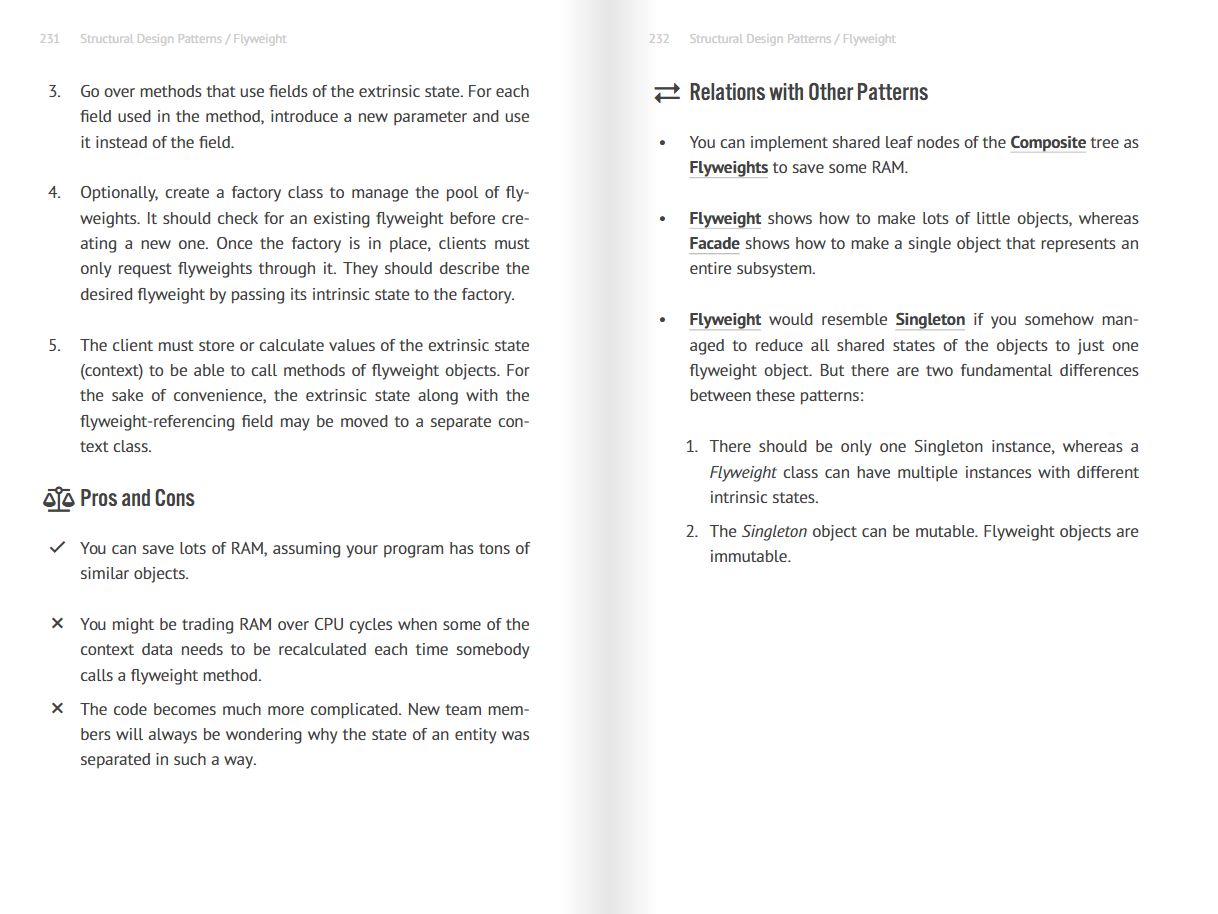 231 Structural Design Patterns / Flyweight
3. Go over methods that use fields of the extrinsic state. For each
field used in the method, introduce a new parameter and use
it instead of the field.
4. Optionally, create a factory class to manage the pool of fly-
weights. It should check for an existing flyweight before cre-
ating a new one. Once the factory is in place, clients must
only request flyweights through it. They should describe the
desired flyweight by passing its intrinsic state to the factory.
5. The client must store or calculate values of the extrinsic state
(context) to be able to call methods of flyweight objects. For
the sake of convenience, the extrinsic state along with the
flyweight-referencing field may be moved to a separate con-
text class.
Pros and Cons
✓ You can save lots of RAM, assuming your program has tons of
similar objects.
× You might be trading RAM over CPU cycles when some of the
context data needs to be recalculated each time somebody
calls a flyweight method.
× The code becomes much more complicated. New team mem-
bers will always be wondering why the state of an entity was
separated in such a way.
232 Structural Design Patterns / Flyweight
Relations with Other Patterns
• You can implement shared leaf nodes of the Composite tree as
Flyweights to save some RAM.
• Flyweight shows how to make lots of little objects, whereas
Facade shows how to make a single object that represents an
entire subsystem.
• Flyweight would resemble Singleton if you somehow man-
aged to reduce all shared states of the objects to just one
flyweight object. But there are two fundamental differences
between these patterns:
1. There should be only one Singleton instance, whereas a
Flyweight class can have multiple instances with different
intrinsic states.
2. The Singleton object can be mutable. Flyweight objects are
immutable.